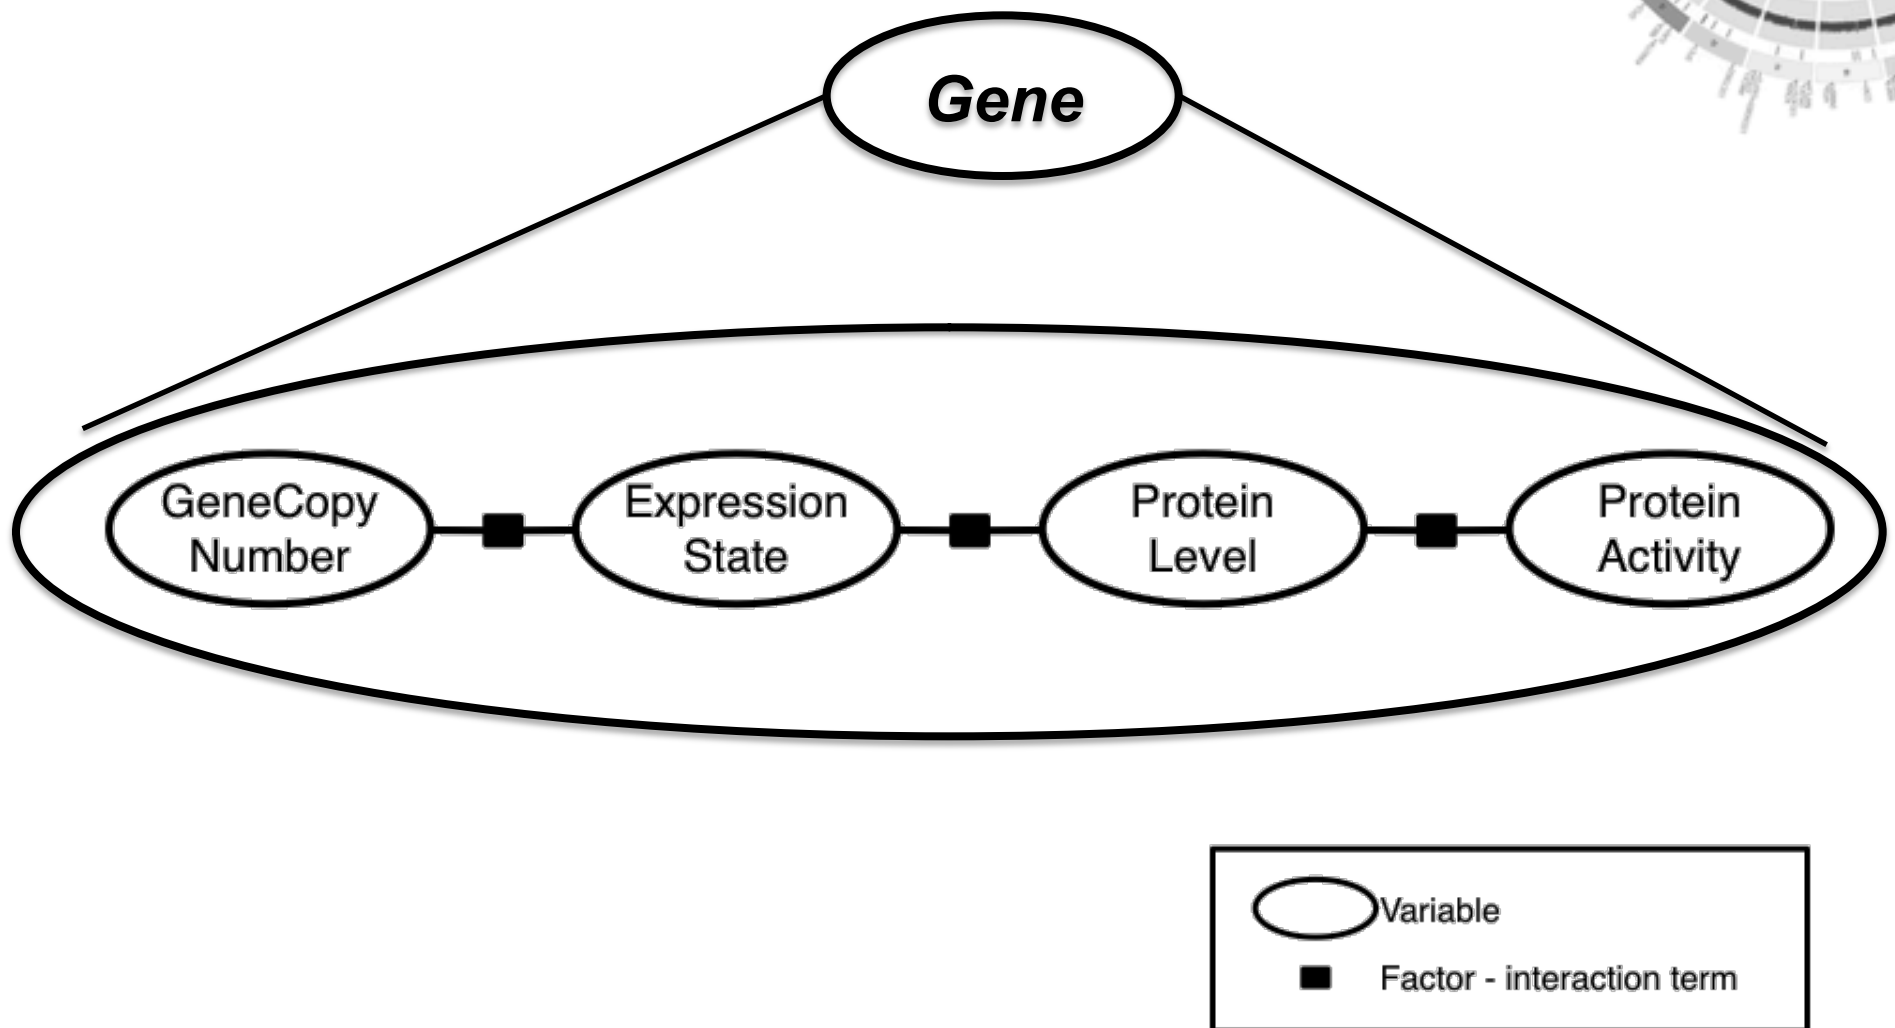 Gene
GeneCopy
Number
Expression
State
Protein
Level
Protein
Activity
Variable
Factor - interaction term